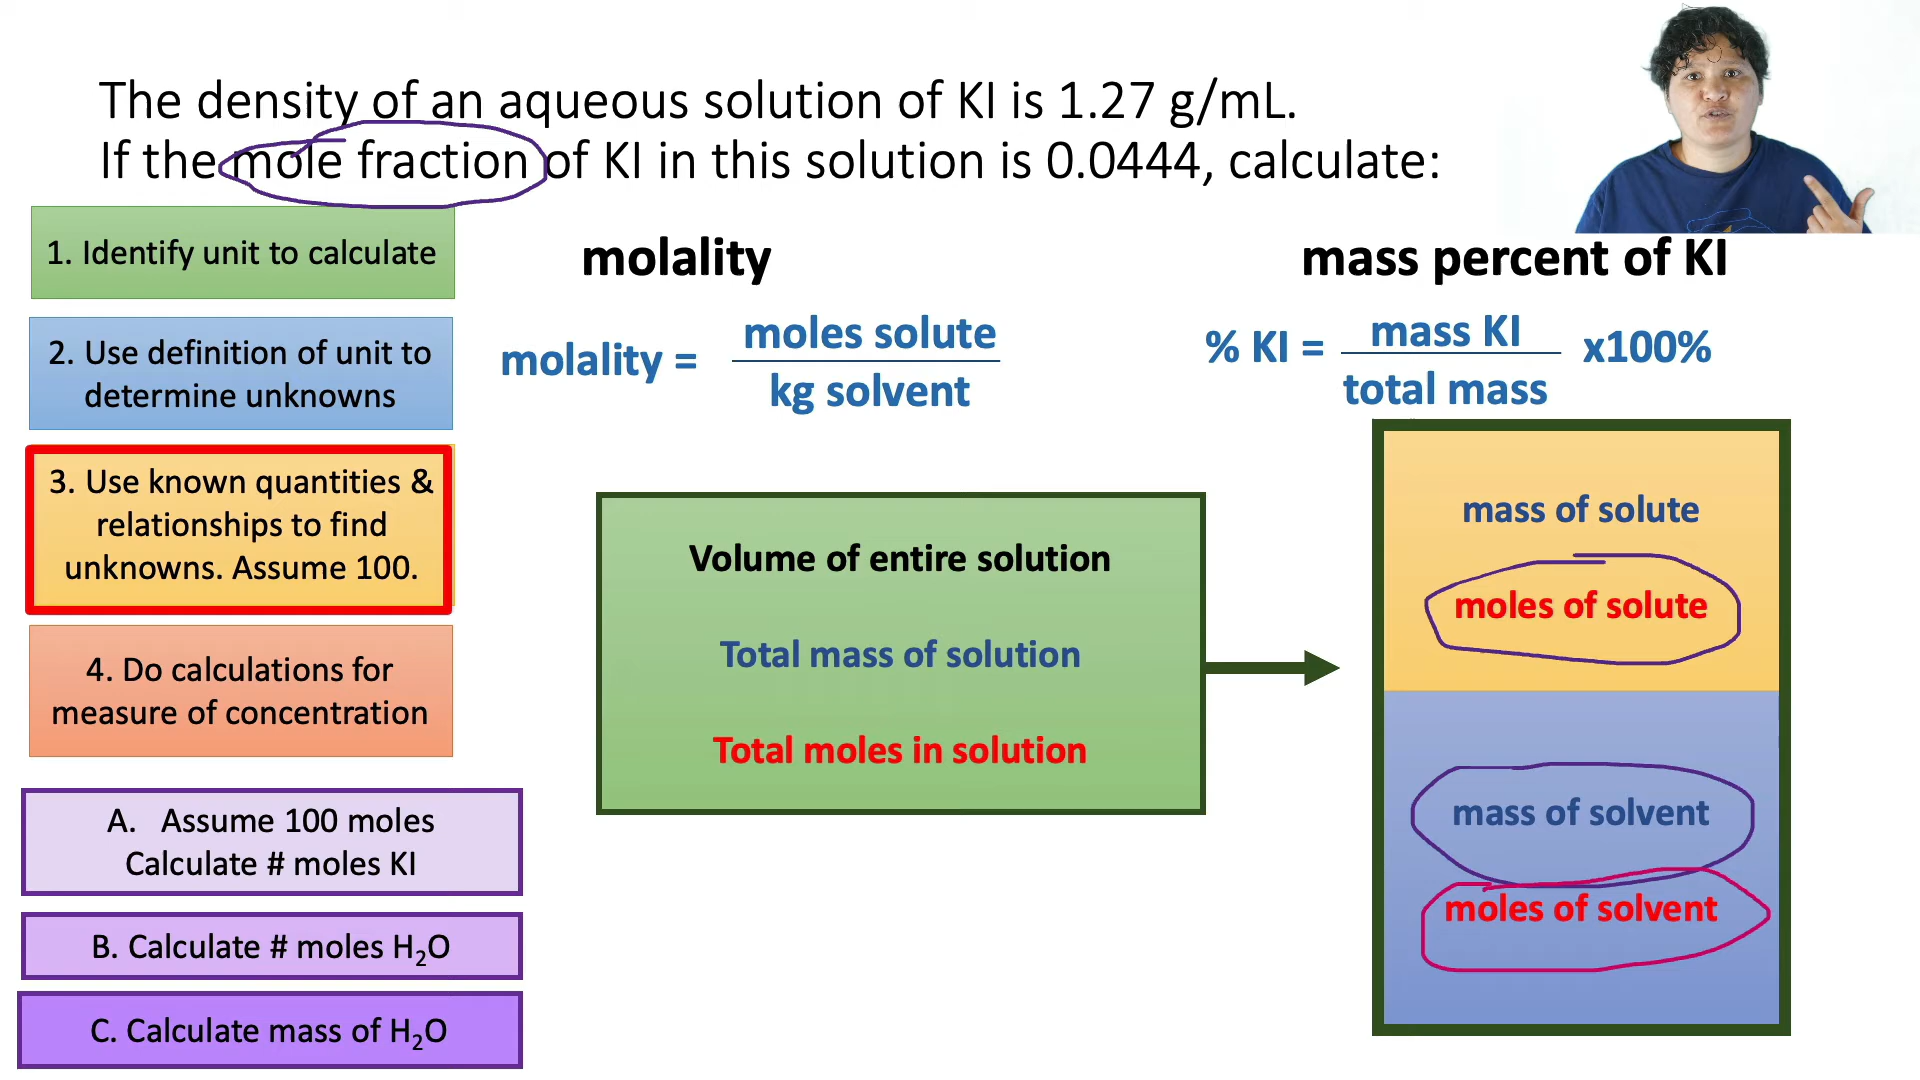 The density of an aqueous solution of KI is 1.27 g/mL.
If the mole fraction of KI in this solution is 0.0444, calculate:
1. Identify unit to calculate
2. Use definition of unit to
determine unknowns
3. Use known quantities &
relationships to find
unknowns. Assume 100.
4. Do calculations for
measure of concentration
A. Assume 100 moles
Calculate # moles KI
B. Calculate # moles H₂O
C. Calculate mass of H₂O
molality
molality =
moles solute
kg solvent
mass percent of KI
% KI =
mass KI
total mass
x100%
Volume of entire solution
Total mass of solution
Total moles in solution
mass of solute
moles of solute
mass of solvent
moles of solvent